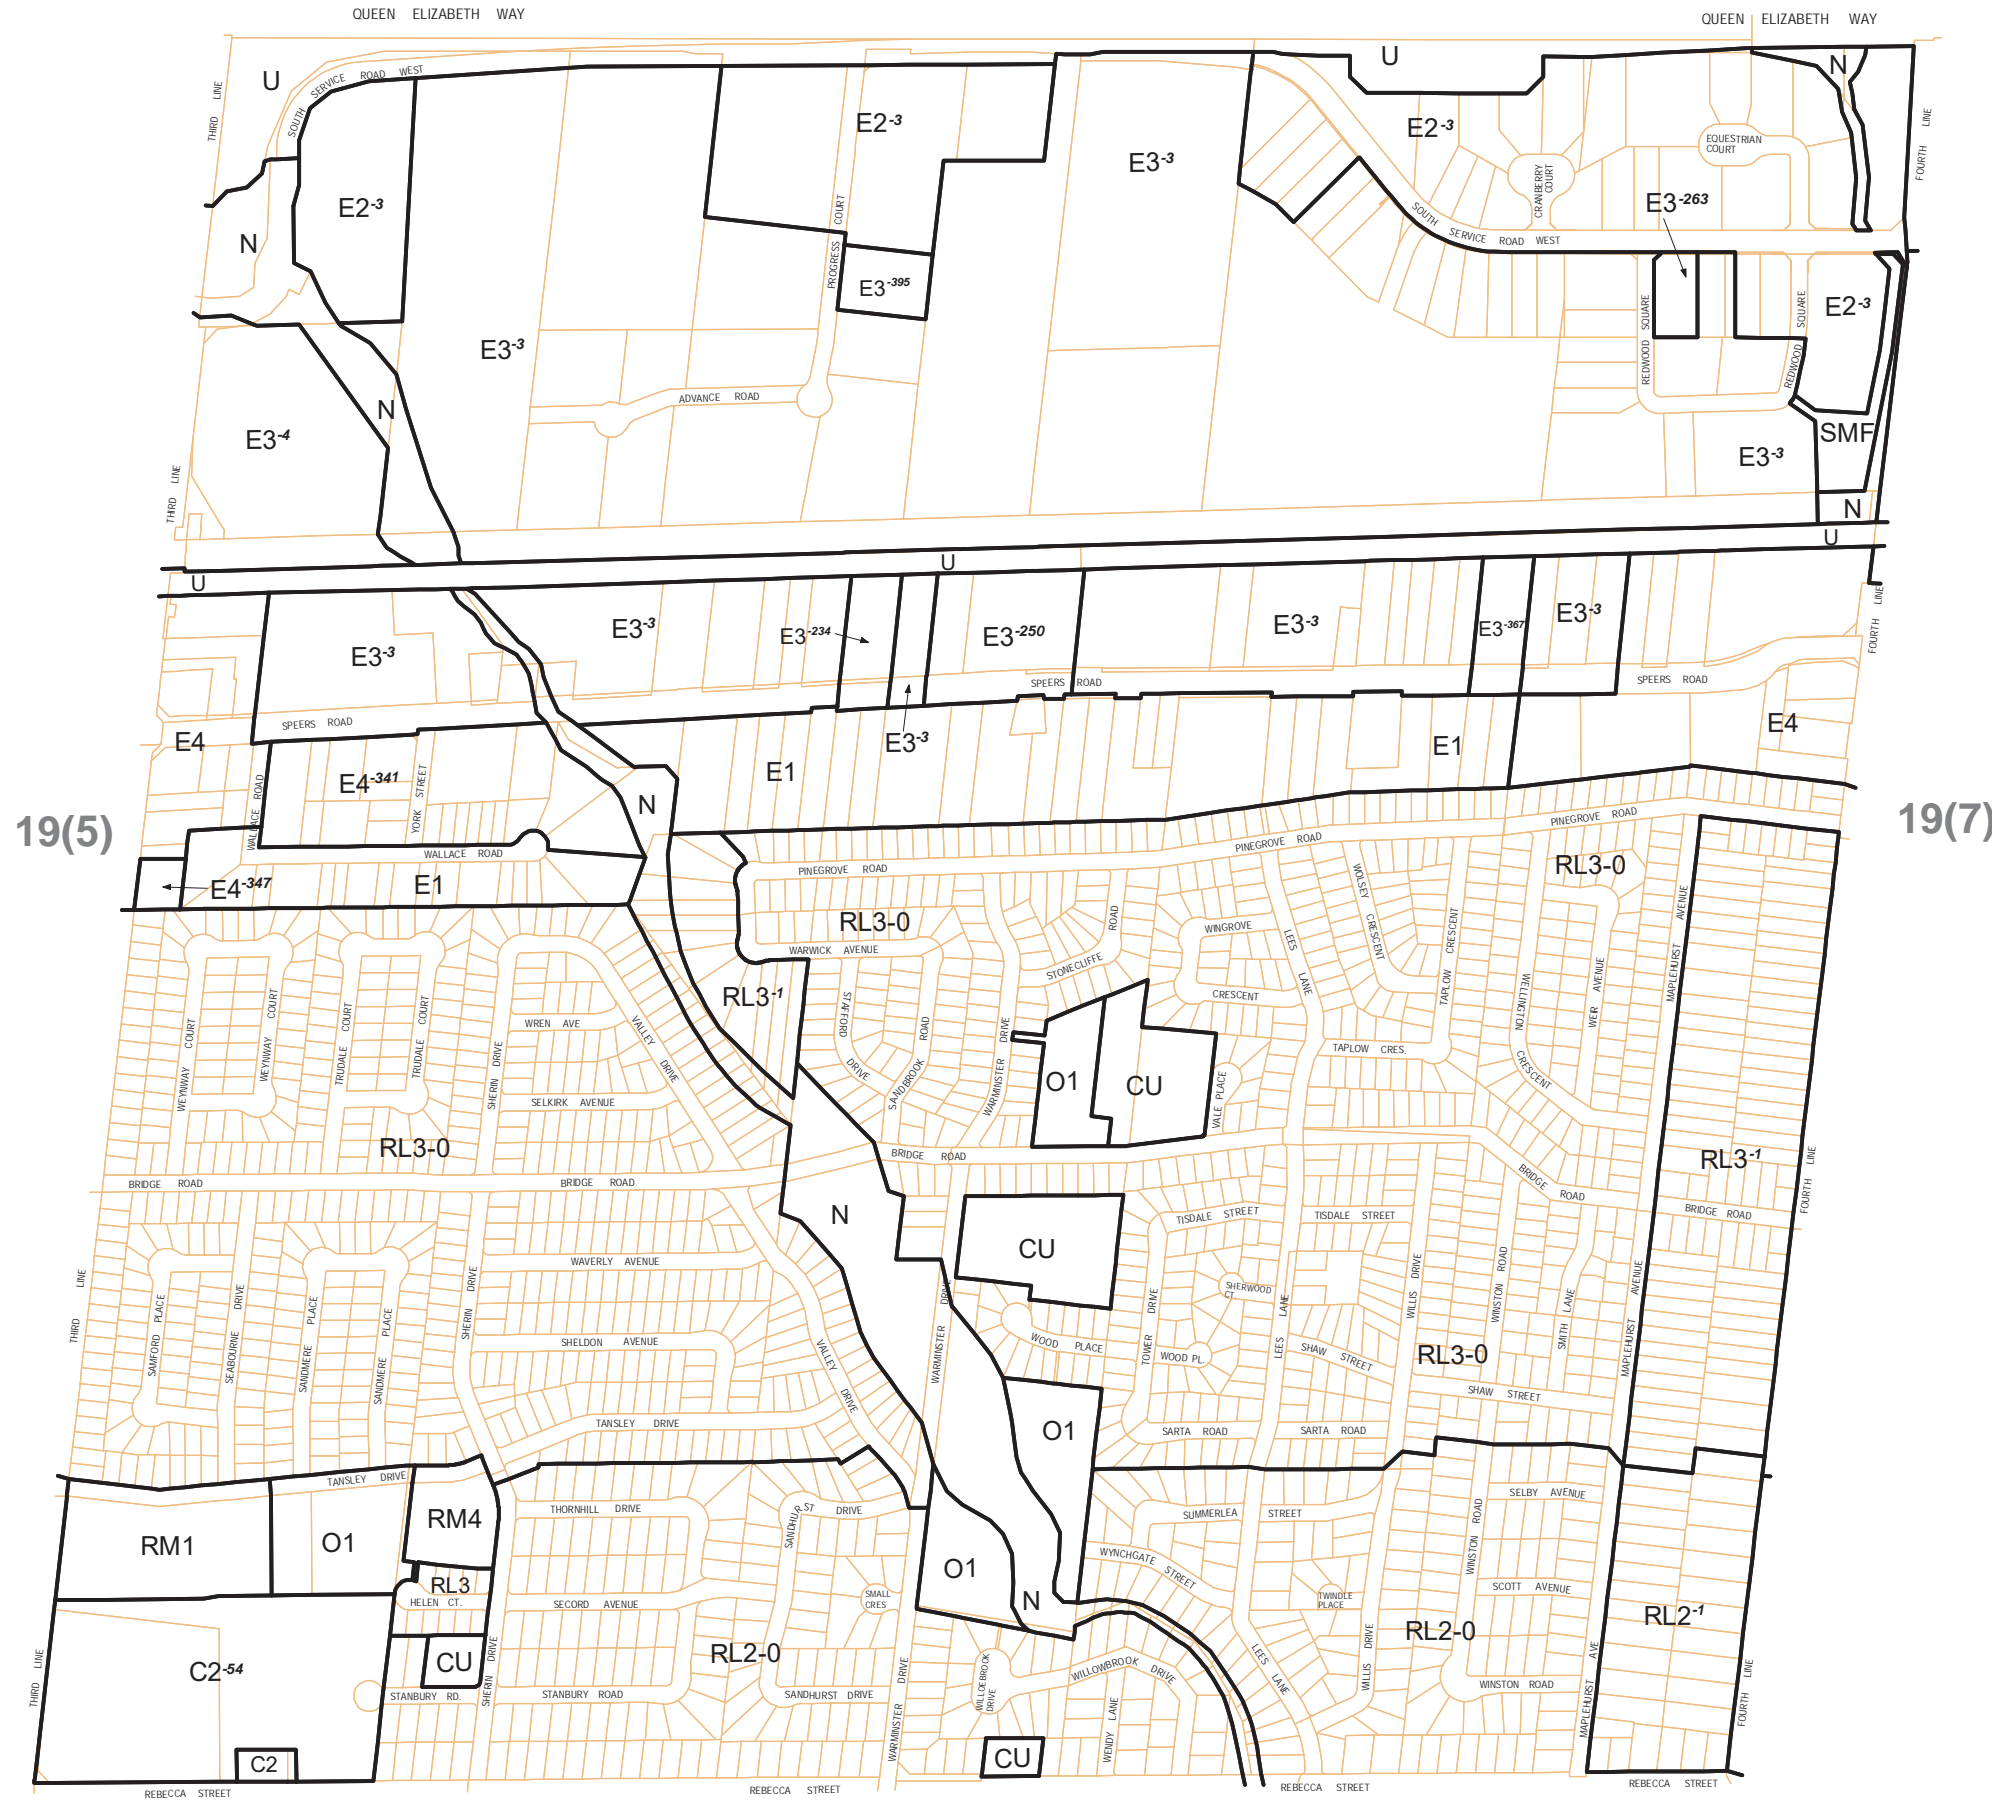 QUEEN ELIZABETH WAY
QUEEN ELIZABETH WAY
U
SOUTH SERVICE ROAD WEST
THIRD LINE
U
N
FOURTH LINE
E2-3
E2-3
E3-3
EQUESTRIAN
COURT
CRANBERRY
COURT
E3-263
E2-3
N
PROGRESS COURT
SOUTH SERVICE ROAD WEST
E3-395
REDWOOD SQUARE
REDWOOD SQUARE
E2-3
E3-3
ADVANCE ROAD
N
E3-4
SMF
E3-3
THIRD LINE
N
U
U
U
E3-3
E3-3
E3-234
E3-250
E3-3
E3-367
E3-3
FOURTH LINE
SPEERS ROAD
SPEERS ROAD
SPEERS ROAD
E4
E3-3
E1
E1
E4
E4-341
YORK STREET
WALLACE ROAD
N
19(5)
19(7)
WALLACE ROAD
E4-347
E1
PINEGROVE ROAD
PINEGROVE ROAD
PINEGROVE ROAD
RL3-0
RL3-0
WARWICK AVENUE
RL3-1
STONECLIFFE ROAD
WINGROVE
CRESCENT
LEES LANE
WOLSEY CRESCENT
TAPLOW CRESCENT
TAPLOW CRES.
WELLINGTON CRESCENT
WEIR AVENUE
MAPLEHURST AVENUE
WEYNWAY COURT
WEYNWAY COURT
TRUDALE COURT
TRUDALE COURT
SHERIN DRIVE
WREN AVE
VALLEY DRIVE
SELKIRK AVENUE
STAFFORD DRIVE
SANDBROOK ROAD
WARMINSTER DRIVE
O1
CU
VALE PLACE
RL3-0
RL3-1
FOURTH LINE
BRIDGE ROAD
BRIDGE ROAD
BRIDGE ROAD
BRIDGE ROAD
BRIDGE ROAD
N
CU
TISDALE STREET
TISDALE STREET
WAVERLY AVENUE
SHERWOOD
CT.
THIRD LINE
SAMFORD PLACE
SEABOURNE DRIVE
SANDMERE PLACE
SANDMERE PLACE
SHERIN DRIVE
SHELDON AVENUE
VALLEY DRIVE
WARMINSTER DRIVE
WOOD PLACE
WOOD PL.
TOWER DRIVE
LEES LANE
SHAW STREET
WILLIS DRIVE
WINSTON ROAD
SMITH LANE
MAPLEHURST AVENUE
RL3-0
SHAW STREET
TANSLEY DRIVE
O1
SARTA ROAD
SARTA ROAD
TANSLEY DRIVE
RM1
O1
RM4
THORNHILL DRIVE
SANDHURST DRIVE
SUMMERLEA STREET
SELBY AVENUE
WINSTON ROAD
WYNCHGATE STREET
O1
N
RL3
HELEN CT.
SECOND AVENUE
SMALL
CRES
TWINDLE
PLACE
SCOTT AVENUE
RL2-0
RL2-0
RL2-1
CU
C2-54
STANBURY RD.
SHERIN DRIVE
STANBURY ROAD
SANDHURST DRIVE
WARMINSTER DRIVE
WILLOEBROOK
DRIVE
WILLOWBROOK DRIVE
WENDY LANE
LEES LANE
WILLIS DRIVE
WINSTON ROAD
MAPLEHURST AVE
FOURTH LINE
THIRD LINE
CU
C2
REBECCA STREET
REBECCA STREET
REBECCA STREET
REBECCA STREET